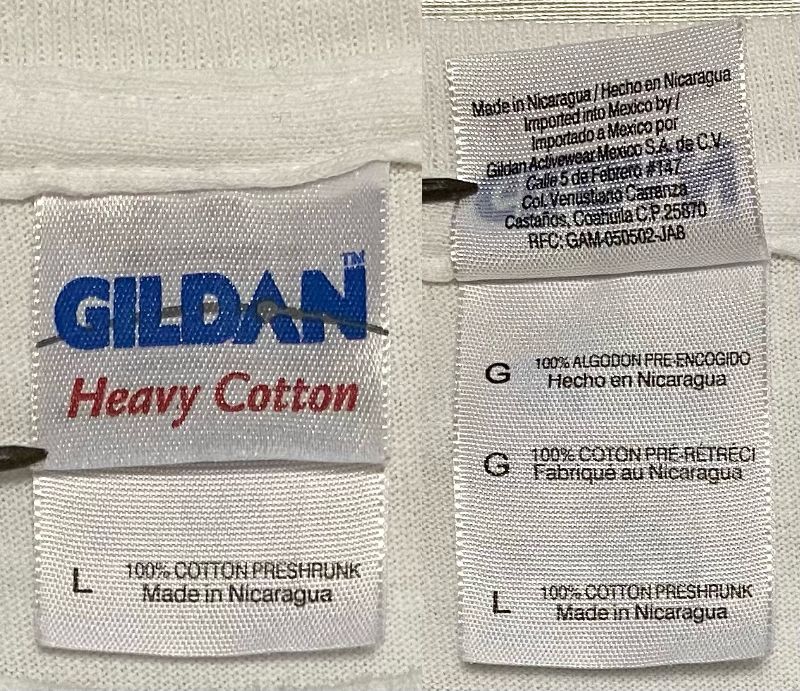 GILDAN™
Heavy Cotton
L 100% COTTON PRESHRUNK
Made in Nicaragua
Made in Nicaragua / Hecho en Nicaragua
Imported into Mexico by /
Importado a Mexico por
Gildan Activewear Mexico S.A. de C.V.
Calle 5 de Febrero #147
Col. Venustiano Carranza
Castaños, Coahuila C.P. 25870
RFC: GAM-050502-JA8
G 100% ALGODON PRE-ENCOGIDO
Hecho en Nicaragua
G 100% COTON PRÉ-RÉTRÉCI
Fabriqué au Nicaragua
L 100% COTTON PRESHRUNK
Made in Nicaragua